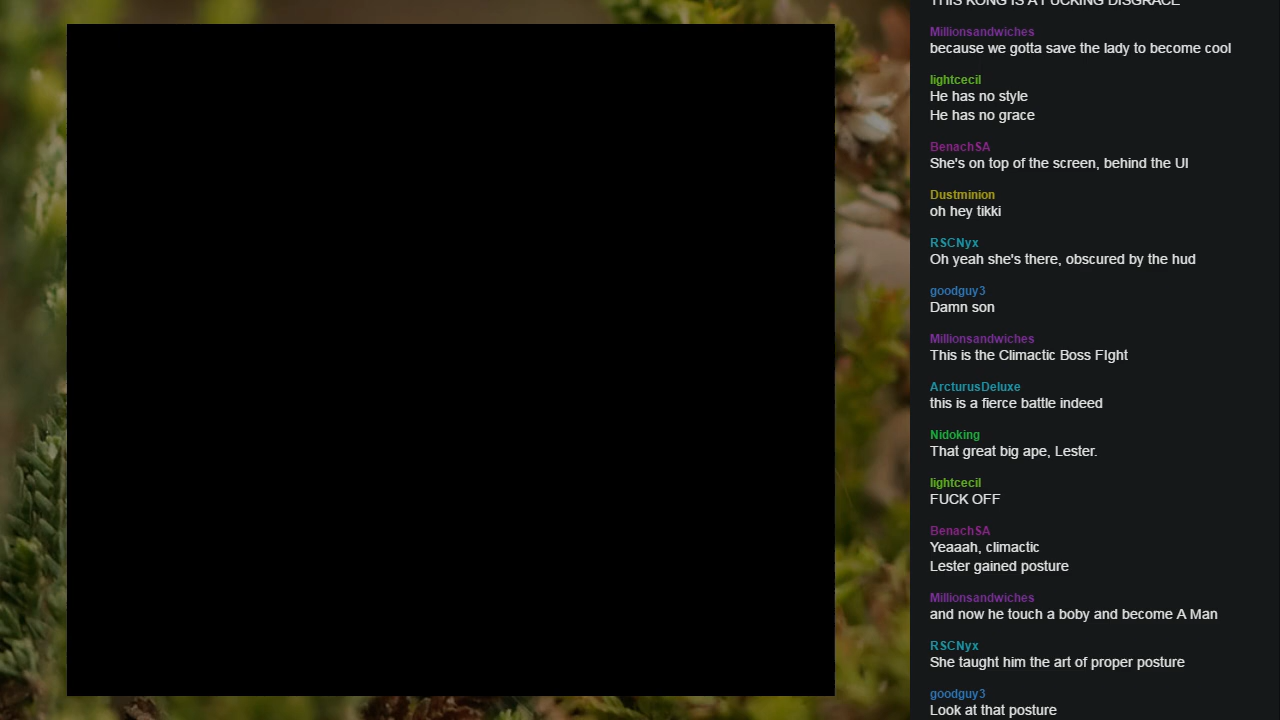 THIS KONG IS A FUCKING DISGRACE
Millionsandwiches
because we gotta save the lady to become cool
lightcecil
He has no style
He has no grace
BenachSA
She's on top of the screen, behind the UI
Dustminion
oh hey tikki
RSCNyx
Oh yeah she's there, obscured by the hud
goodguy3
Damn son
Millionsandwiches
This is the Climactic Boss FIght
ArcturusDeluxe
this is a fierce battle indeed
Nidoking
That great big ape, Lester.
lightcecil
FUCK OFF
BenachSA
Yeaaah, climactic
Lester gained posture
Millionsandwiches
and now he touch a boby and become A Man
RSCNyx
She taught him the art of proper posture
goodguy3
Look at that posture